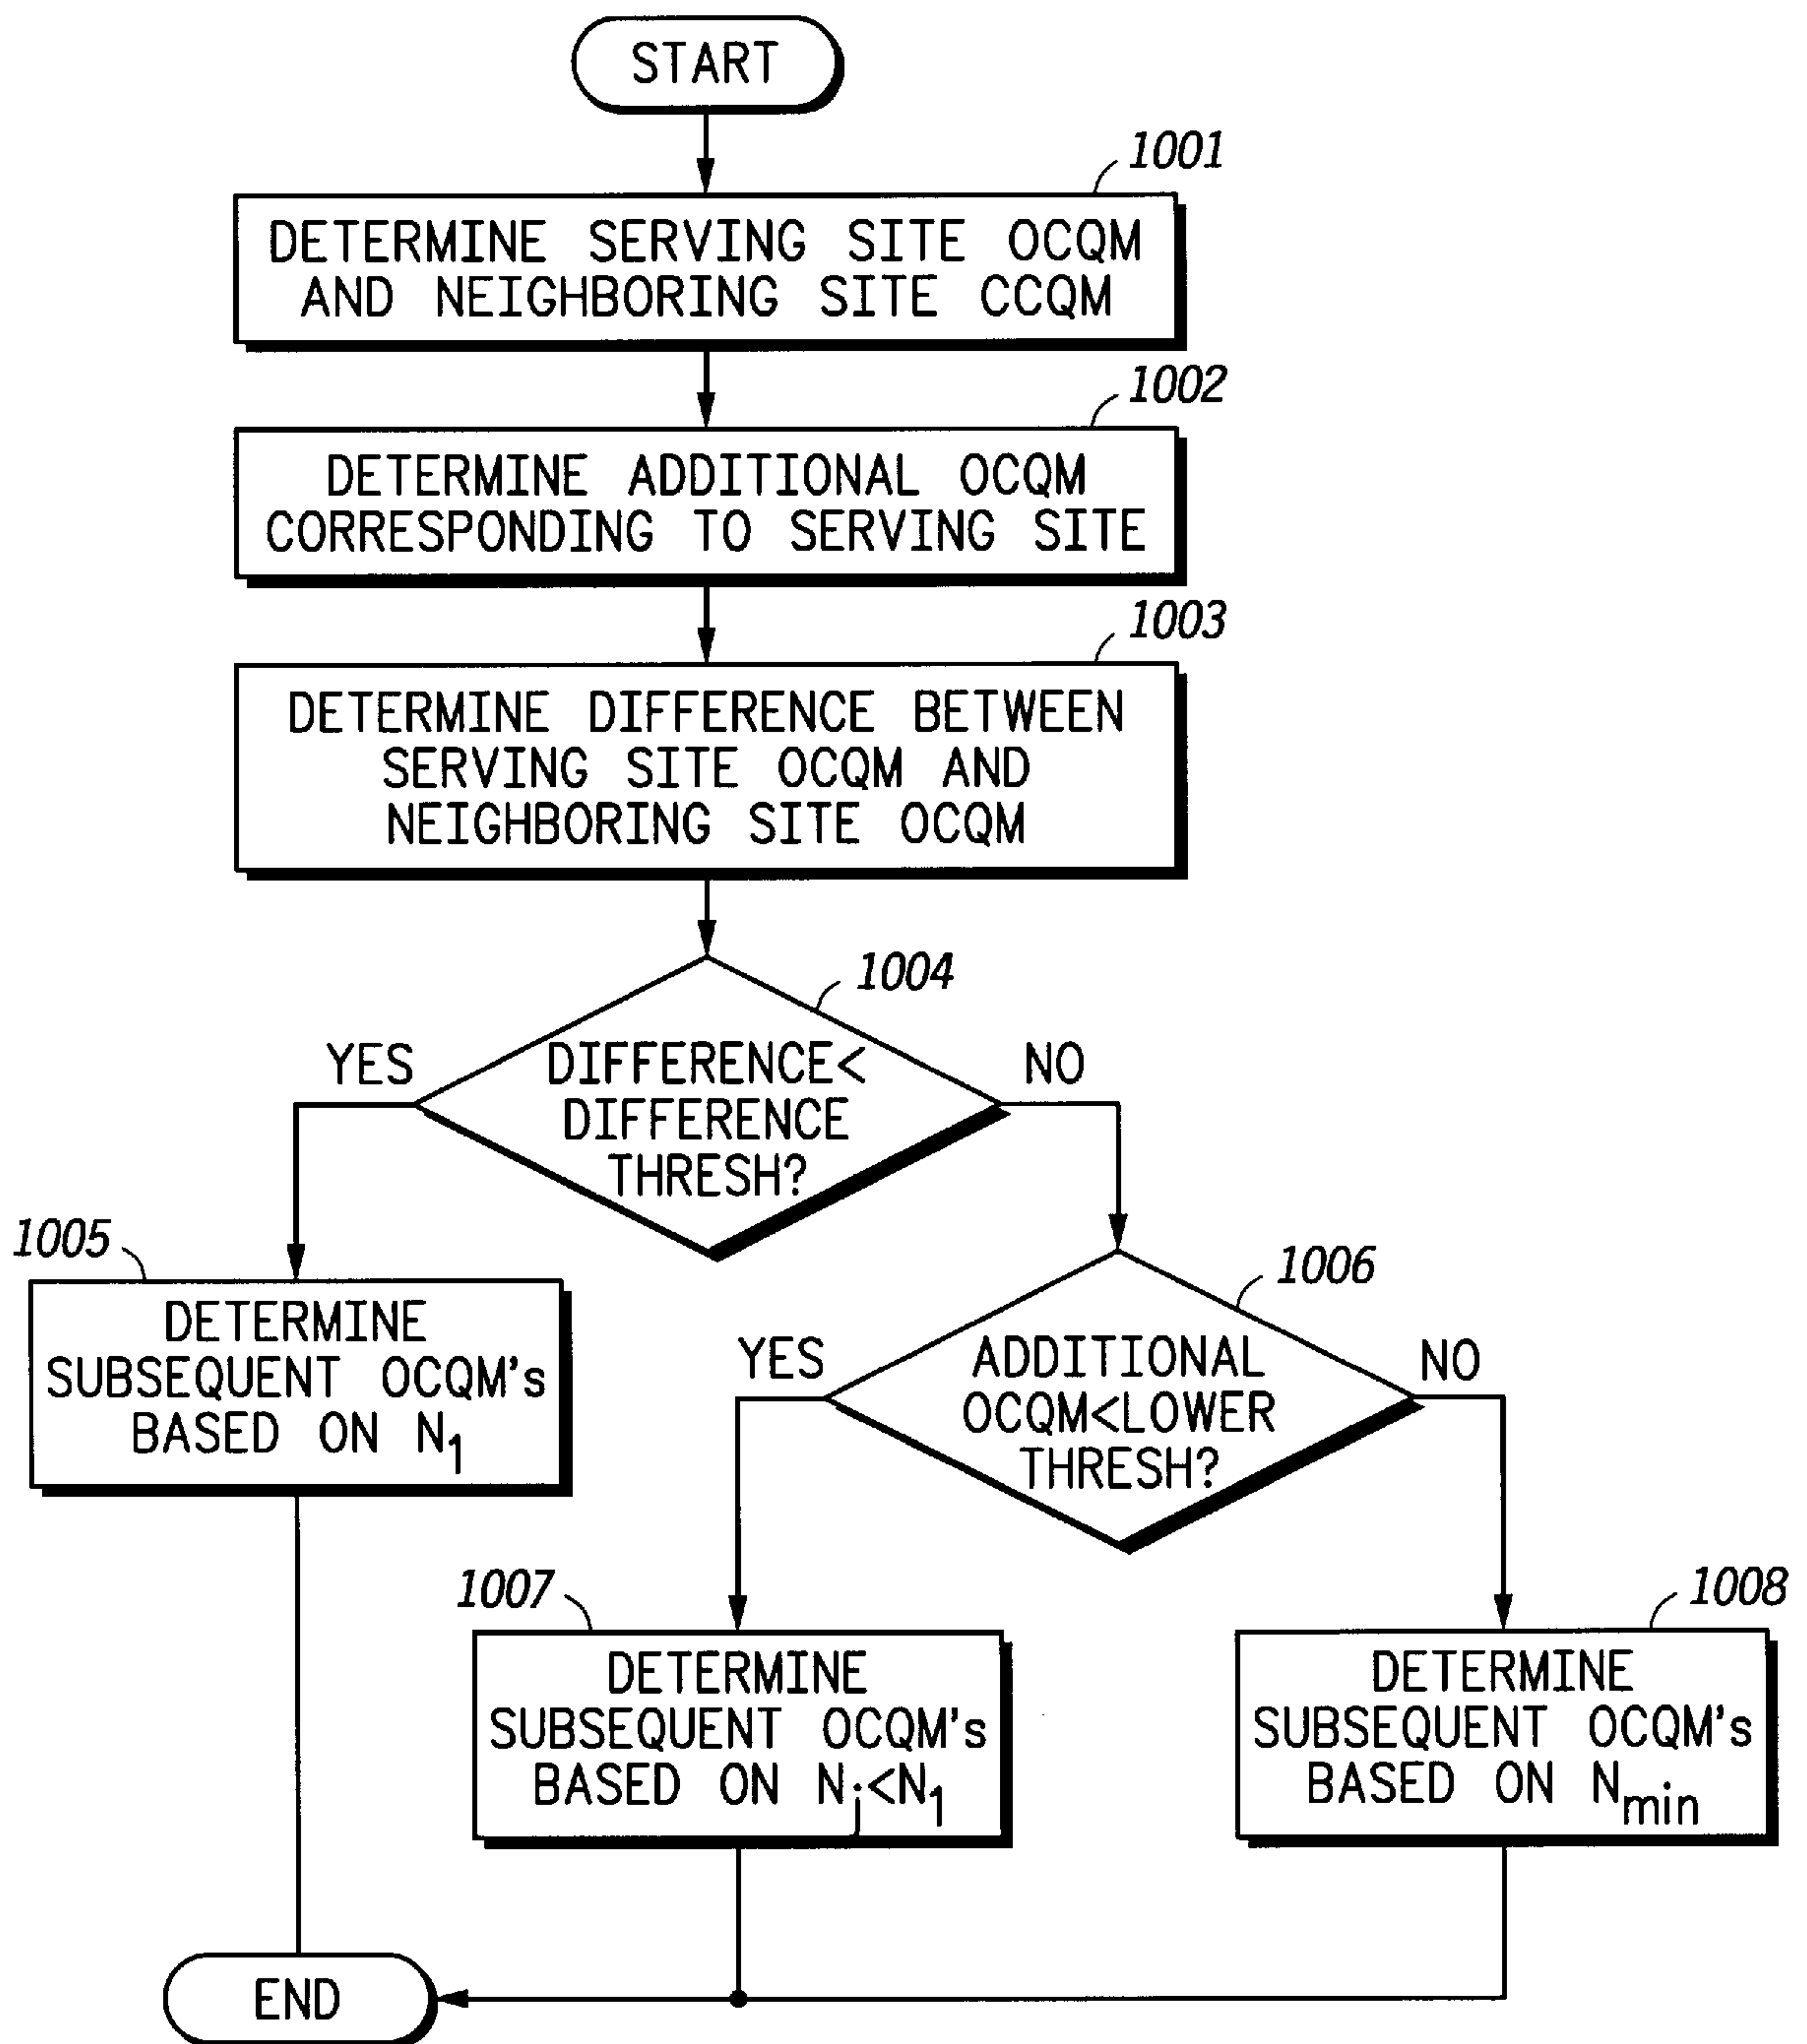 START
1001
DETERMINE SERVING SITE OCQM
AND NEIGHBORING SITE CCQM
1002
DETERMINE ADDITIONAL OCQM
CORRESPONDING TO SERVING SITE
1003
DETERMINE DIFFERENCE BETWEEN
SERVING SITE OCQM AND
NEIGHBORING SITE OCQM
1004
YES
DIFFERENCE<
DIFFERENCE
THRESH?
NO
1005
DETERMINE
SUBSEQUENT OCQM's
BASED ON N1
1006
YES
ADDITIONAL
OCQM<LOWER
THRESH?
NO
1007
DETERMINE
SUBSEQUENT OCQM's
BASED ON Nj<N1
1008
DETERMINE
SUBSEQUENT OCQM's
BASED ON Nmin
END